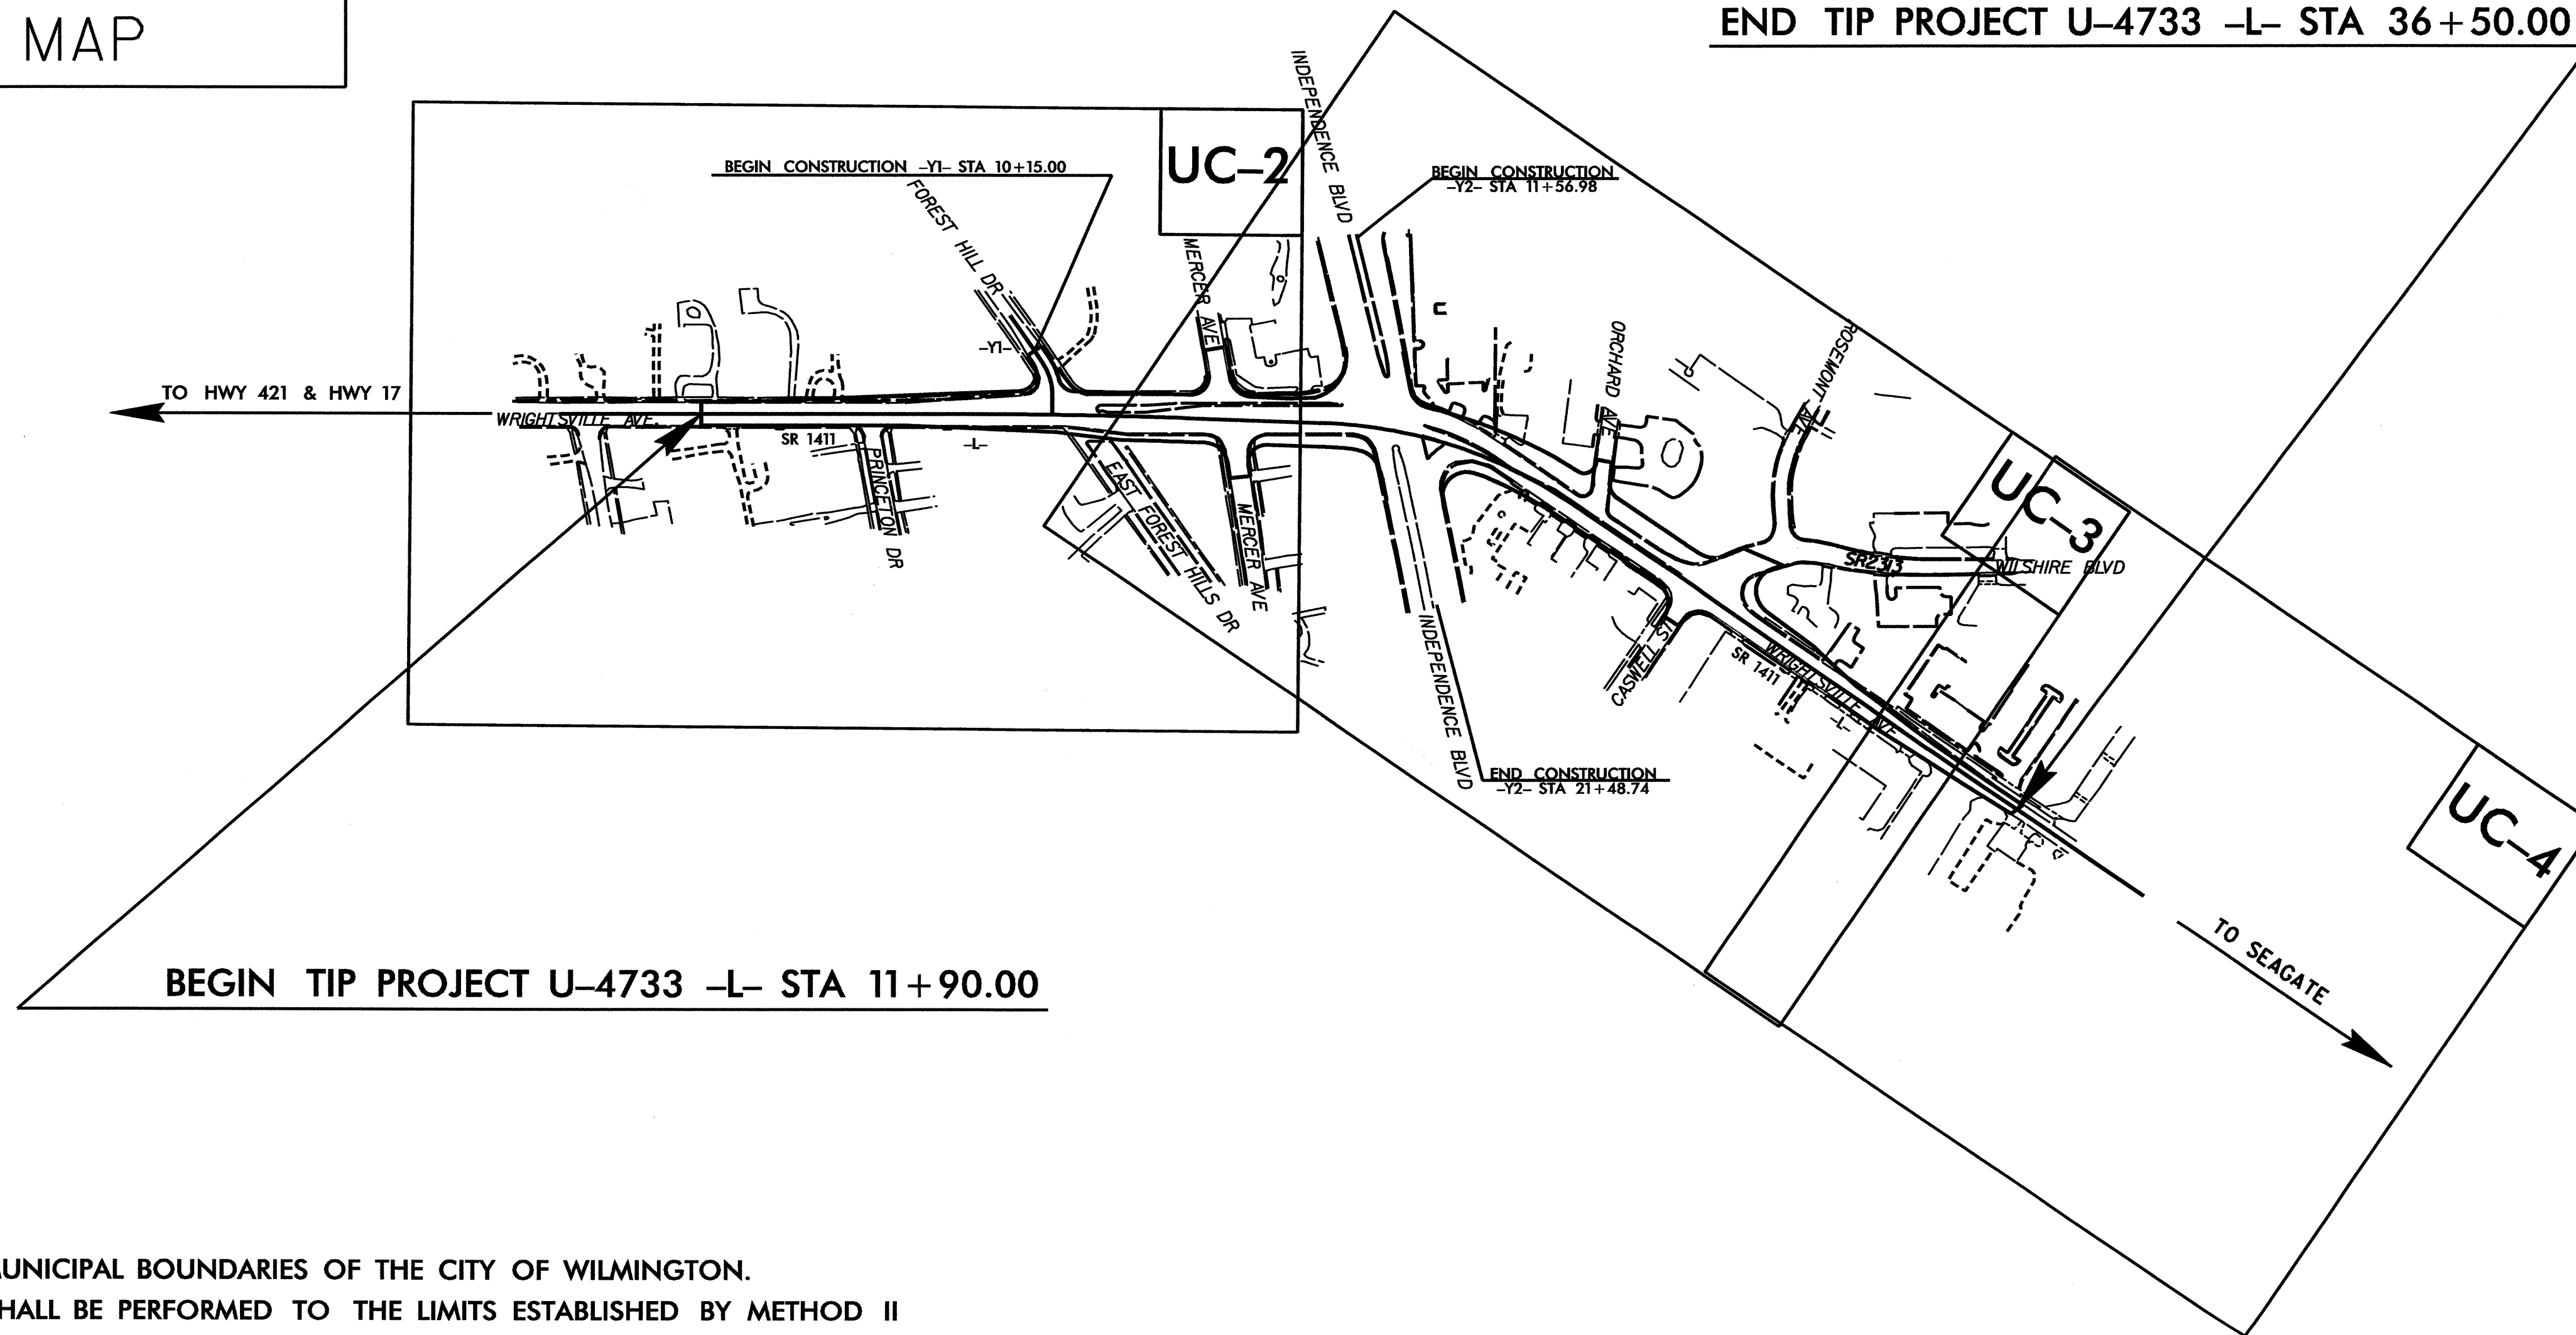 MAP
END TIP PROJECT U–4733 –L– STA 36+50.00
INDEPENDENCE BLVD
UC–2
BEGIN CONSTRUCTION –Y1– STA 10+15.00
BEGIN CONSTRUCTION
–Y2– STA 11+56.98
FOREST HILL DR
MERCER AVE
ORCHARD AVE
ROSEMONT AVE
–Y1–
TO HWY 421 & HWY 17
WRIGHTSVILLE AVE.
SR 1411
–L–
PRINCETON DR
EAST FOREST HILLS DR
MERCER AVE
UC–3
SR2313
WILSHIRE BLVD
INDEPENDENCE BLVD
CASWELL ST
SR 1411
WRIGHTSVILLE AVE
–L–
END CONSTRUCTION
–Y2– STA 21+48.74
UC–4
TO SEAGATE
BEGIN TIP PROJECT U–4733 –L– STA 11+90.00
MUNICIPAL BOUNDARIES OF THE CITY OF WILMINGTON.
HALL BE PERFORMED TO THE LIMITS ESTABLISHED BY METHOD II